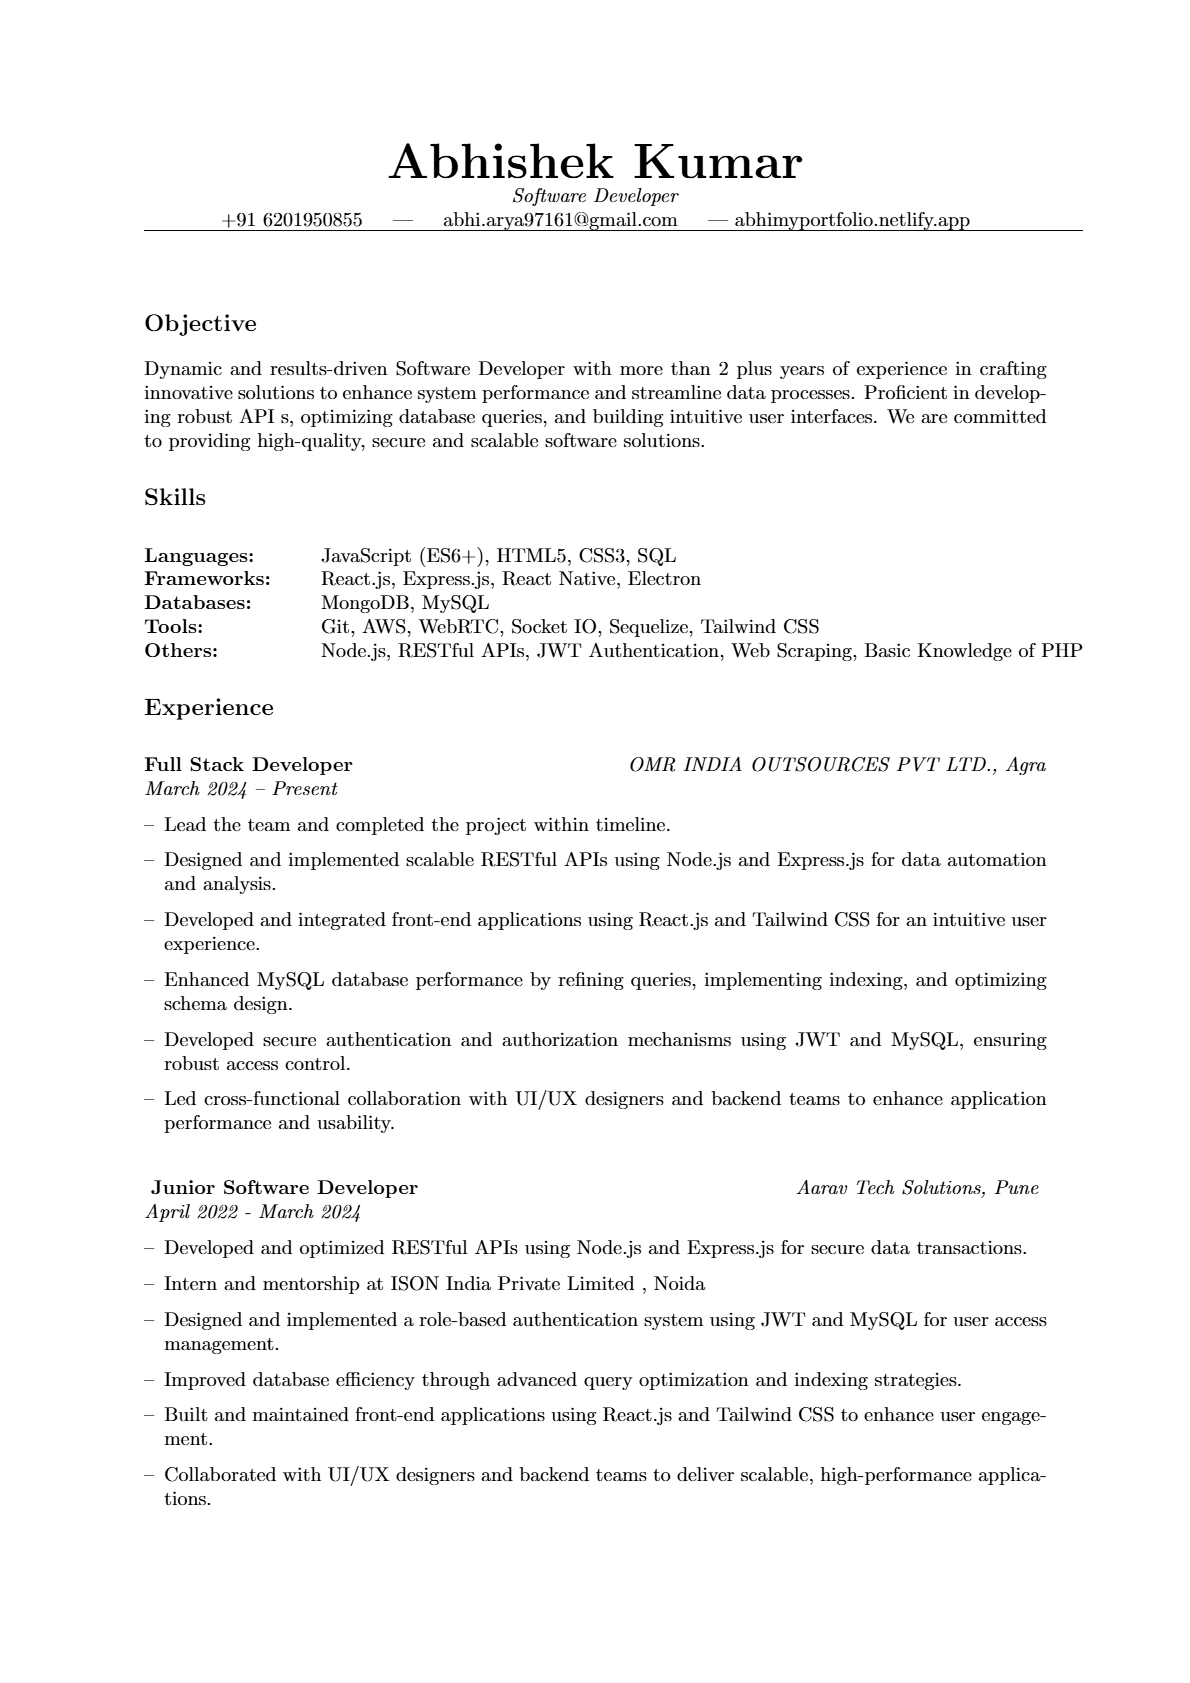 Abhishek Kumar
Software Developer
+91 6201950855 — abhi.arya97161@gmail.com — abhimyportfolio.netlify.app
Objective
Dynamic and results-driven Software Developer with more than 2 plus years of experience in crafting
innovative solutions to enhance system performance and streamline data processes. Proficient in develop-
ing robust API s, optimizing database queries, and building intuitive user interfaces. We are committed
to providing high-quality, secure and scalable software solutions.
Skills
Languages: JavaScript (ES6+), HTML5, CSS3, SQL
Frameworks: React.js, Express.js, React Native, Electron
Databases: MongoDB, MySQL
Tools: Git, AWS, WebRTC, Socket IO, Sequelize, Tailwind CSS
Others: Node.js, RESTful APIs, JWT Authentication, Web Scraping, Basic Knowledge of PHP
Experience
Full Stack Developer OMR INDIA OUTSOURCES PVT LTD., Agra
March 2024 – Present
– Lead the team and completed the project within timeline.
– Designed and implemented scalable RESTful APIs using Node.js and Express.js for data automation
and analysis.
– Developed and integrated front-end applications using React.js and Tailwind CSS for an intuitive user
experience.
– Enhanced MySQL database performance by refining queries, implementing indexing, and optimizing
schema design.
– Developed secure authentication and authorization mechanisms using JWT and MySQL, ensuring
robust access control.
– Led cross-functional collaboration with UI/UX designers and backend teams to enhance application
performance and usability.
Junior Software Developer Aarav Tech Solutions, Pune
April 2022 - March 2024
– Developed and optimized RESTful APIs using Node.js and Express.js for secure data transactions.
– Intern and mentorship at ISON India Private Limited , Noida
– Designed and implemented a role-based authentication system using JWT and MySQL for user access
management.
– Improved database efficiency through advanced query optimization and indexing strategies.
– Built and maintained front-end applications using React.js and Tailwind CSS to enhance user engage-
ment.
– Collaborated with UI/UX designers and backend teams to deliver scalable, high-performance applica-
tions.